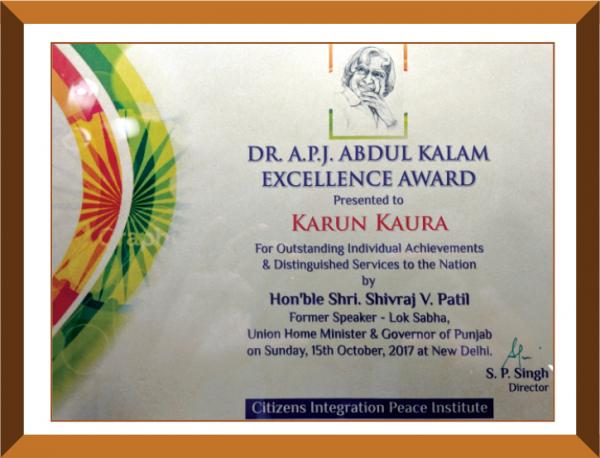 DR. A.P.J. ABDUL KALAM
EXCELLENCE AWARD
Presented to
KARUN KAURA
For Outstanding Individual Achievements
& Distinguished Services to the Nation
by
Hon'ble Shri. Shivraj V. Patil
Former Speaker - Lok Sabha,
Union Home Minister & Governor of Punjab
on Sunday, 15th October, 2017 at New Delhi.
S. P. Singh
Director
Citizens Integration Peace Institute